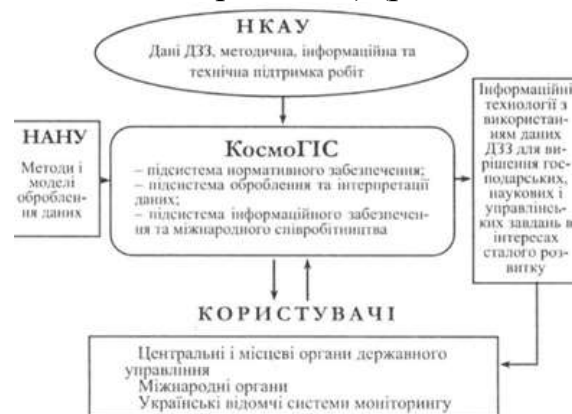 НКАУ
Дані ДЗЗ, методична, інформаційна та
технічна підтримка робіт
НАНУ
Методи і
моделі
оброблен-
ня даних
КосмоГІС
– підсистема нормативного забезпечення;
– підсистема оброблення та інтерпретації
даних;
– підсистема інформаційного забезпечен-
ня та міжнародного співробітництва
Інформаційні
технології з
використан-
ням даних
ДЗЗ для ви-
рішення гос-
подарських,
наукових і
управлінсь-
ких завдань в
інтересах
сталого роз-
витку
КОРИСТУВАЧІ
Центральні і місцеві органи державного
управління
Міжнародні органи
Українські відомчі системи моніторингу